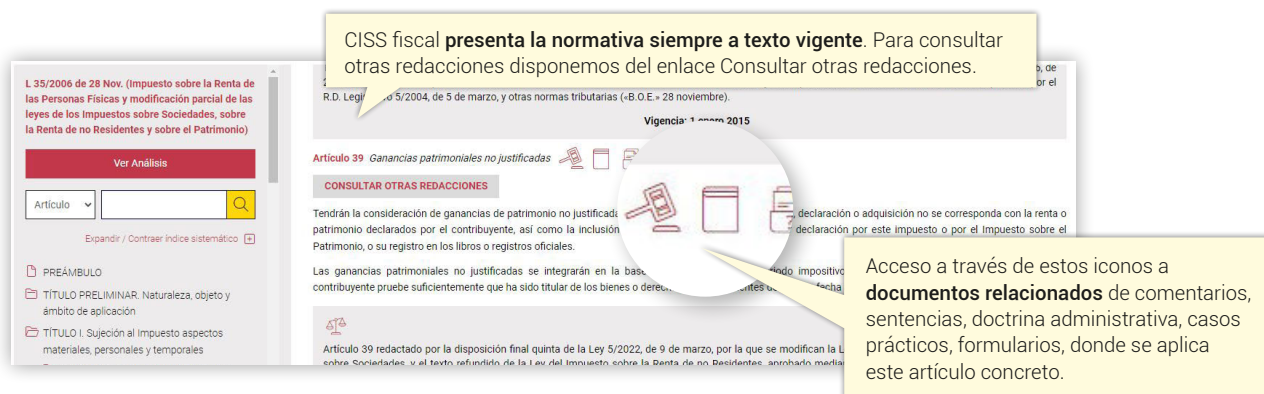 CISS fiscal presenta la normativa siempre a texto vigente. Para consultar
otras redacciones disponemos del enlace Consultar otras redacciones.
L 35/2006 de 28 Nov. (Impuesto sobre la Renta de
las Personas Físicas y modificación parcial de las
leyes de los Impuestos sobre Sociedades, sobre
la Renta de no Residentes y sobre el Patrimonio)
Ver Análisis
Artículo
Expandir / Contraer índice sistemático
PREÁMBULO
TÍTULO PRELIMINAR. Naturaleza, objeto y
ámbito de aplicación
TÍTULO I. Sujeción al Impuesto aspectos
materiales, personales y temporales
de
por el
R.D. 5/2004, de 5 de marzo, y otras normas tributarias («B.O.E.» 28 noviembre).
Vigencia: 1 enero 2015
Artículo 39 Ganancias patrimoniales no justificadas
CONSULTAR OTRAS REDACCIONES
Tendrán la consideración de ganancias de patrimonio no justificada declaración o adquisición no se corresponda con la renta o
patrimonio declarados por el contribuyente, así como la inclusión declaración por este impuesto o por el Impuesto sobre el
Patrimonio, o su registro en los libros o registros oficiales.
Las ganancias patrimoniales no justificadas se integrarán en la base impositivo
contribuyente pruebe suficientemente que ha sido titular de los bienes o fecha
Artículo 39 redactado por la disposición final quinta de la Ley 5/2022, de 9 de marzo, por la que se modifican la L
sobre Sociedades, y el texto refundido de la Ley del Impuesto sobre la Renta de no Residentes, aprobado
Acceso a través de estos iconos a
documentos relacionados de comentarios,
sentencias, doctrina administrativa, casos
prácticos, formularios, donde se aplica
este artículo concreto.